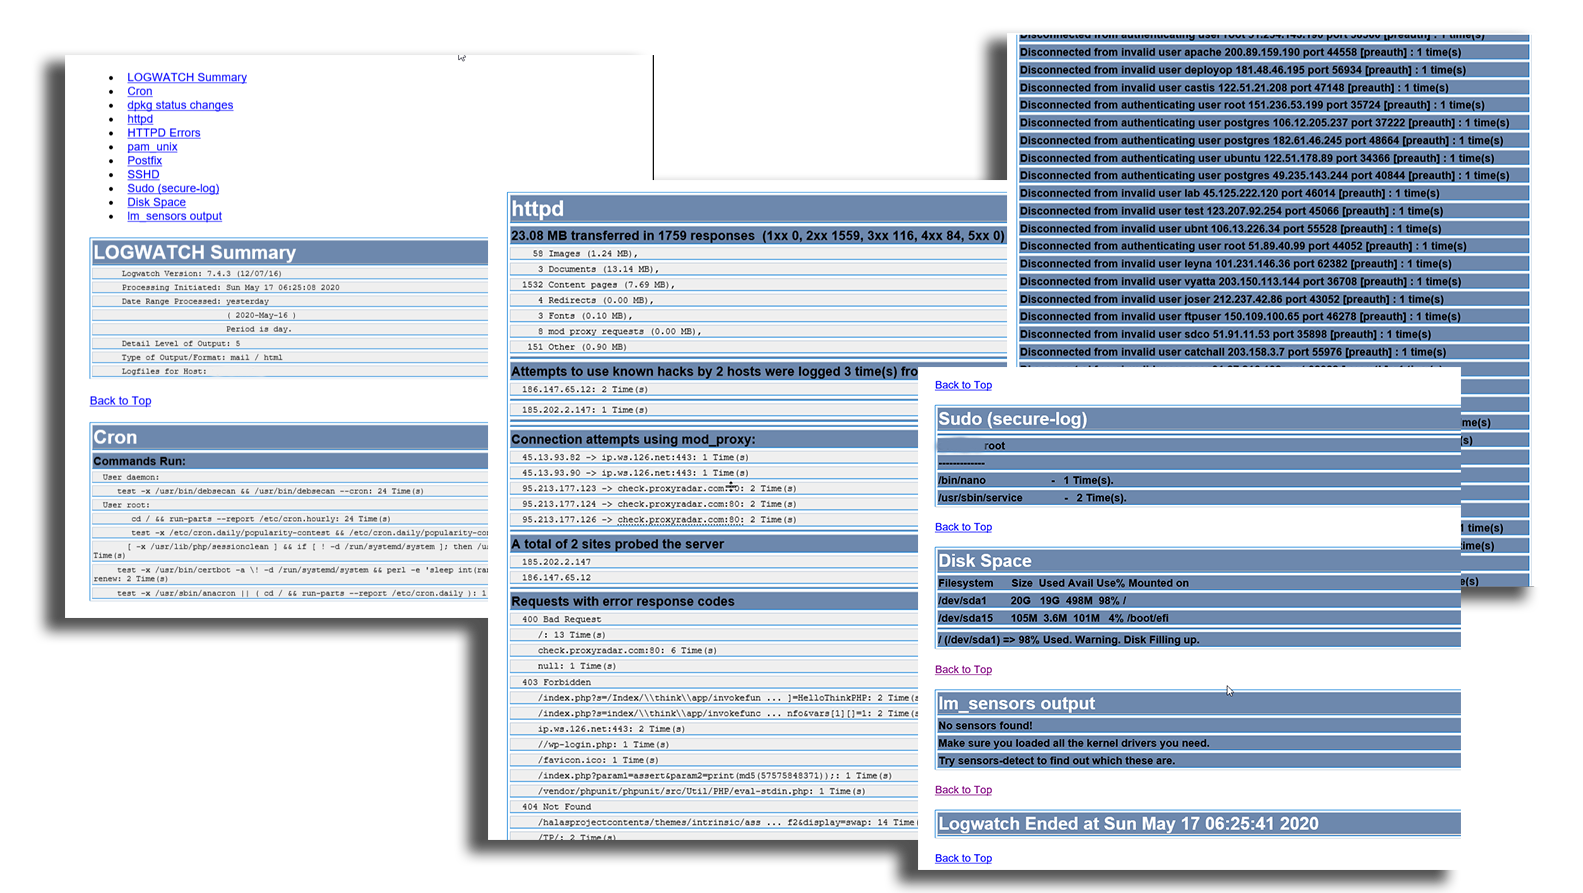 LOGWATCH Summary
Cron
dpkg status changes
httpd
HTTPD Errors
pam_unix
Postfix
SSHD
Sudo (secure-log)
Disk Space
lm_sensors output
LOGWATCH Summary
Logwatch Version: 7.4.3 (12/07/16)
Processing Initiated: Sun May 17 06:25:08 2020
Date Range Processed: yesterday
( 2020-May-16 )
Period is day.
Detail Level of Output: 5
Type of Output/Format: mail / html
Logfiles for Host:
Back to Top
Cron
Commands Run:
User daemon:
test -x /usr/bin/debsecan && /usr/bin/debsecan --cron: 24 Time(s)
User root:
cd / && run-parts --report /etc/cron.hourly: 24 Time(s)
test -x /etc/cron.daily/popularity-contest && /etc/cron.daily/popularity-co
[ -x /usr/lib/php/sessionclean ] && if [ ! -d /run/systemd/system ]; then /u
Time(s)
test -x /usr/bin/certbot -a \! -d /run/systemd/system && perl -e 'sleep int(ra
renew: 2 Time(s)
test -x /usr/sbin/anacron || ( cd / && run-parts --report /etc/cron.daily ): 1
httpd
23.08 MB transferred in 1759 responses (1xx 0, 2xx 1559, 3xx 116, 4xx 84, 5xx 0)
58 Images (1.24 MB),
3 Documents (13.14 MB),
1532 Content pages (7.69 MB),
4 Redirects (0.00 MB),
3 Fonts (0.10 MB),
8 mod_proxy requests (0.00 MB),
151 Other (0.90 MB)
Attempts to use known hacks by 2 hosts were logged 3 time(s) fro
186.147.65.12: 2 Time(s)
185.202.2.147: 1 Time(s)
Connection attempts using mod_proxy:
45.13.93.82 -> ip.ws.126.net:443: 1 Time(s)
45.13.93.90 -> ip.ws.126.net:443: 1 Time(s)
95.213.177.123 -> check.proxyradar.com:80: 2 Time(s)
95.213.177.124 -> check.proxyradar.com:80: 2 Time(s)
95.213.177.126 -> check.proxyradar.com:80: 2 Time(s)
A total of 2 sites probed the server
185.202.2.147
186.147.65.12
Requests with error response codes
400 Bad Request
/: 13 Time(s)
check.proxyradar.com:80: 6 Time(s)
null: 1 Time(s)
403 Forbidden
/index.php?s=/Index/\\think\\app/invokefun ... ]=HelloThinkPHP: 2 Time(s
/index.php?s=index/\\think\\app/invokefunc ... nfo&vars[1][]=1: 2 Time(s
ip.ws.126.net:443: 2 Time(s)
//wp-login.php: 1 Time(s)
/favicon.ico: 1 Time(s)
/index.php?param1=assert&param2=print(md5(57575848371));: 1 Time(s)
/vendor/phpunit/phpunit/src/Util/PHP/eval-stdin.php: 1 Time(s)
404 Not Found
/halasprojectcontents/themes/intrinsic/ass ... f2&display=swap: 14 Time(
/TP/: 2 Time(s)
Disconnected from authenticating user root 51.254.143.190 port [preauth] : 1 time(s)
Disconnected from invalid user apache 200.89.159.190 port 44558 [preauth] : 1 time(s)
Disconnected from invalid user deployop 181.48.46.195 port 56934 [preauth] : 1 time(s)
Disconnected from invalid user castis 122.51.21.208 port 47148 [preauth] : 1 time(s)
Disconnected from authenticating user root 151.236.53.199 port 35724 [preauth] : 1 time(s)
Disconnected from authenticating user postgres 106.12.205.237 port 37222 [preauth] : 1 time(s)
Disconnected from authenticating user postgres 182.61.46.245 port 48664 [preauth] : 1 time(s)
Disconnected from authenticating user ubuntu 122.51.178.89 port 34366 [preauth] : 1 time(s)
Disconnected from authenticating user postgres 49.235.143.244 port 40844 [preauth] : 1 time(s)
Disconnected from invalid user lab 45.125.222.120 port 46014 [preauth] : 1 time(s)
Disconnected from invalid user test 123.207.92.254 port 45066 [preauth] : 1 time(s)
Disconnected from invalid user ubnt 106.13.226.34 port 55528 [preauth] : 1 time(s)
Disconnected from authenticating user root 51.89.40.99 port 44052 [preauth] : 1 time(s)
Disconnected from invalid user leyna 101.231.146.36 port 62382 [preauth] : 1 time(s)
Disconnected from invalid user vyatta 203.150.113.144 port 36708 [preauth] : 1 time(s)
Disconnected from invalid user joser 212.237.42.86 port 43052 [preauth] : 1 time(s)
Disconnected from invalid user ftpuser 150.109.100.65 port 46278 [preauth] : 1 time(s)
Disconnected from invalid user sdco 51.91.11.53 port 35898 [preauth] : 1 time(s)
Disconnected from invalid user catchall 203.158.3.7 port 55976 [preauth] : 1 time(s)
me(s)
(s)
1 time(s)
ime(s)
e(s)
Back to Top
Sudo (secure-log)
root
-------------
/bin/nano - 1 Time(s).
/usr/sbin/service - 2 Time(s).
Back to Top
Disk Space
Filesystem Size Used Avail Use% Mounted on
/dev/sda1 20G 19G 498M 98% /
/dev/sda15 105M 3.6M 101M 4% /boot/efi
/ (/dev/sda1) => 98% Used. Warning. Disk Filling up.
Back to Top
lm_sensors output
No sensors found!
Make sure you loaded all the kernel drivers you need.
Try sensors-detect to find out which these are.
Back to Top
Logwatch Ended at Sun May 17 06:25:41 2020
Back to Top